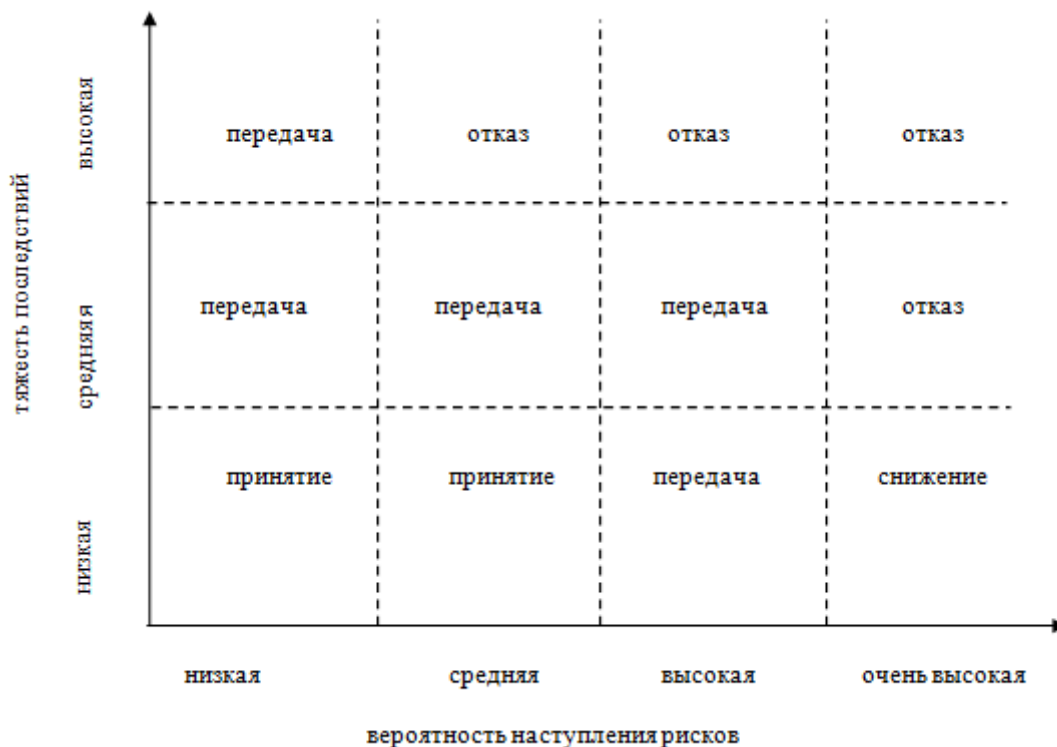 высокая
передача
отказ
отказ
отказ
тяжесть последствий
средняяя
передача
передача
передача
отказ
низкая
принятие
принятие
передача
снижение
низкая
средняя
высокая
очень высокая
вероятность наступления рисков